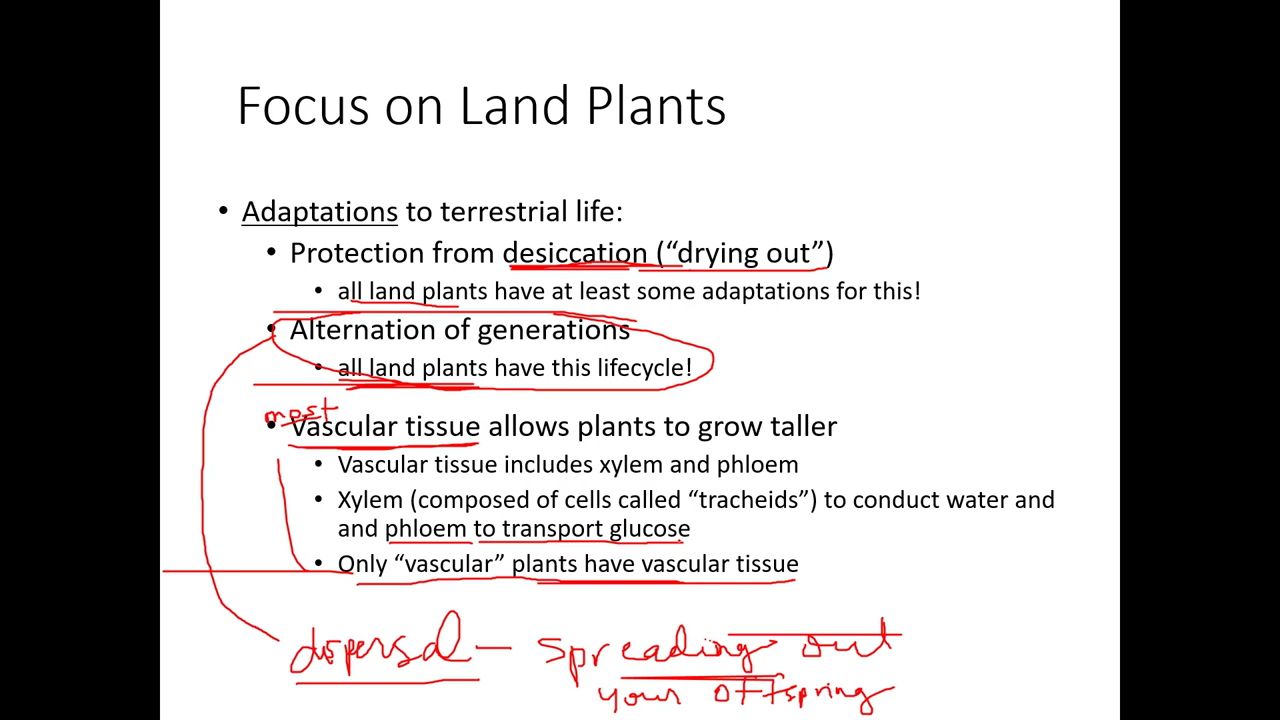 Focus on Land Plants
• Adaptations to terrestrial life:
• Protection from desiccation (“drying out”)
• all land plants have at least some adaptations for this!
• Alternation of generations
• all land plants have this lifecycle!
most
• Vascular tissue allows plants to grow taller
• Vascular tissue includes xylem and phloem
• Xylem (composed of cells called “tracheids”) to conduct water and
and phloem to transport glucose
• Only “vascular” plants have vascular tissue
dispersal — spreading out
your offspring